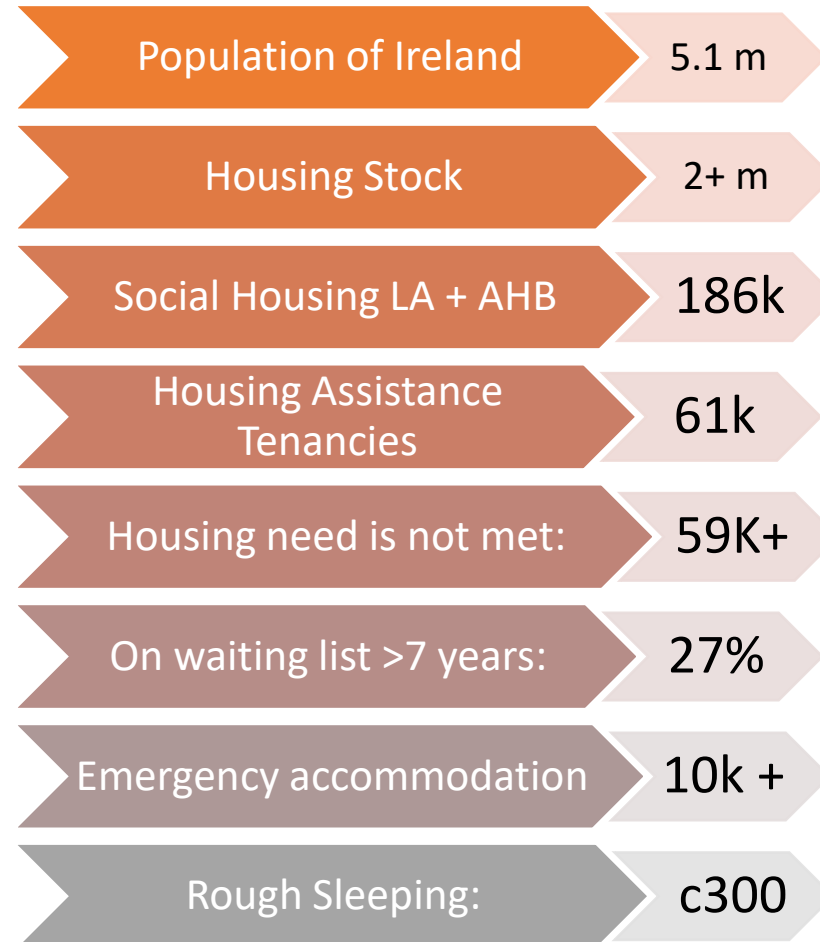 Population of Ireland
5.1 m
Housing Stock
2+ m
Social Housing LA + AHB
186k
Housing Assistance
Tenancies
61k
Housing need is not met:
59K+
On waiting list >7 years:
27%
Emergency accommodation
10k +
Rough Sleeping:
c300